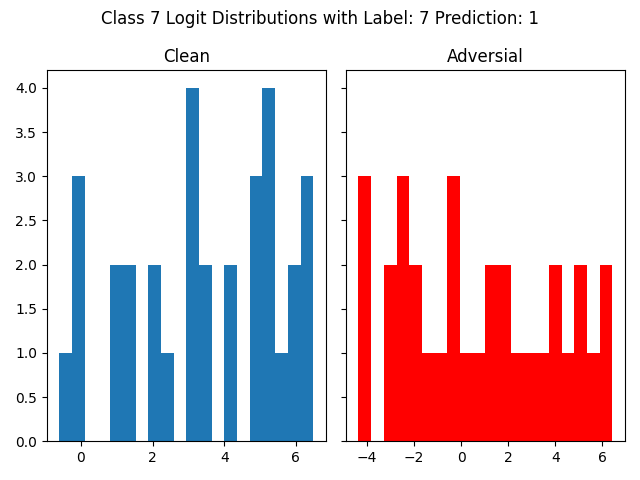 Class 7 Logit Distributions with Label: 7 Prediction: 1
Clean
Adversial
4.0
3.5
3.0
2.5
2.0
1.5
1.0
0.5
0.0
0 2 4 6
−4 −2 0 2 4 6